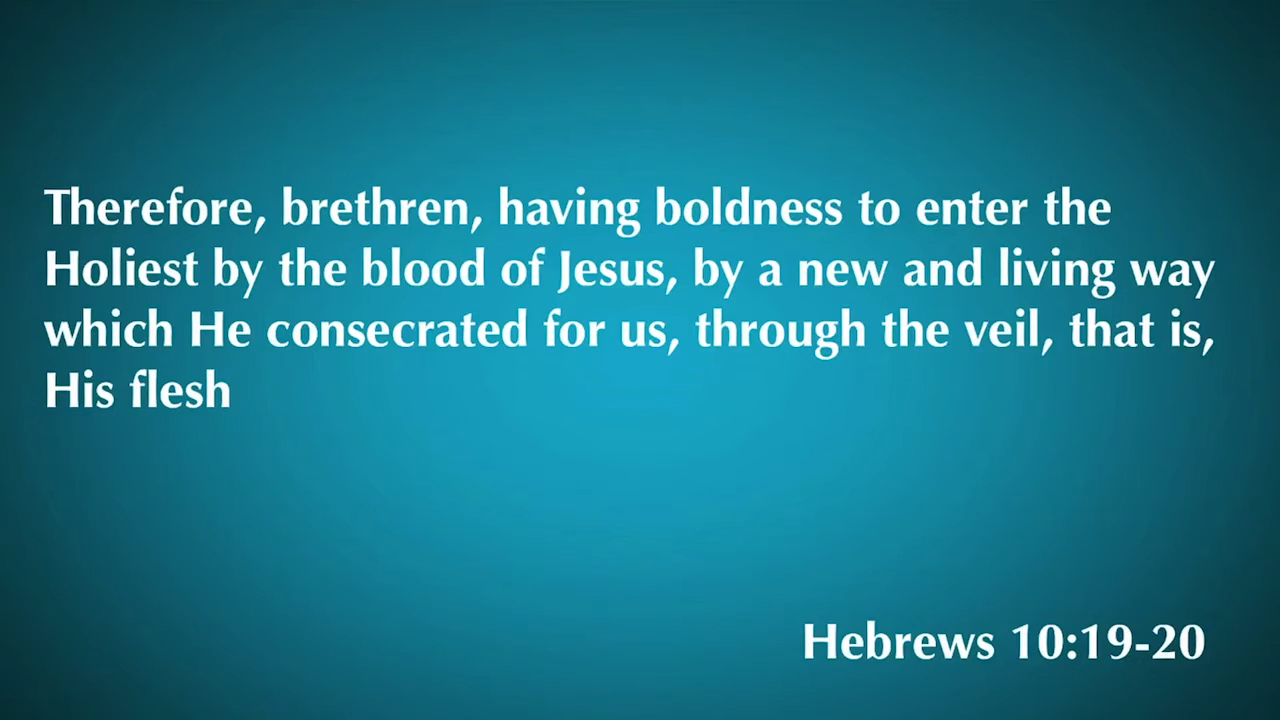 Therefore, brethren, having boldness to enter the
Holiest by the blood of Jesus, by a new and living way
which He consecrated for us, through the veil, that is,
His flesh
Hebrews 10:19-20